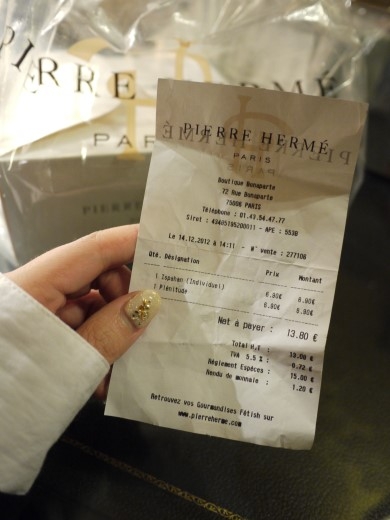 PIERRE HERMÉ
PARIS
PIERRE
PIERRE HERMÉ
PARIS
Boutique Bonaparte
72 Rue Bonaparte
75006 PARIS
Téléphone : 01.43.54.47.77
Le 14.12.2012 à 14:11 - N° vente : 277108
Qté. Désignation Prix Montant
1 Ispahan (Individuel) 6.90€ 6.90€
1 Plénitude 6.90€ 6.90€
Net à payer : 13.80 €
Total H.T :
TVA 5.5 % : 0.72 €
Règlement Espèces : 15.00 €
Rendu de monnaie : 1.20 €
Retrouvez vos Gourmandises Fétish sur
www.pierreherme.com